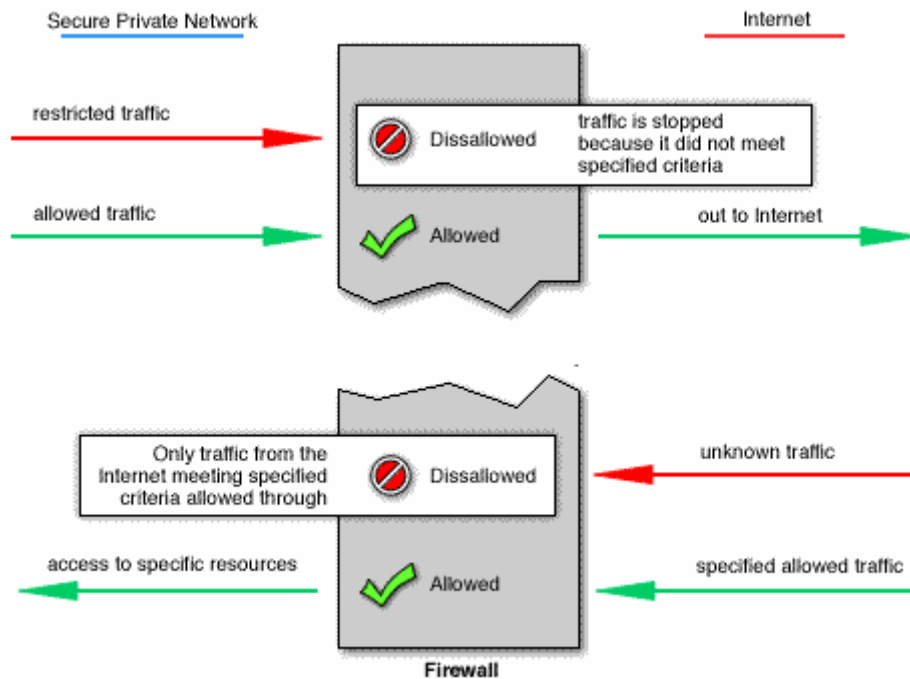 Secure Private Network
Internet
restricted traffic
Dissallowed
traffic is stopped
because it did not meet
specified criteria
allowed traffic
Allowed
out to Internet
Only traffic from the
Internet meeting specified
criteria allowed through
Dissallowed
unknown traffic
access to specific resources
Allowed
specified allowed traffic
Firewall